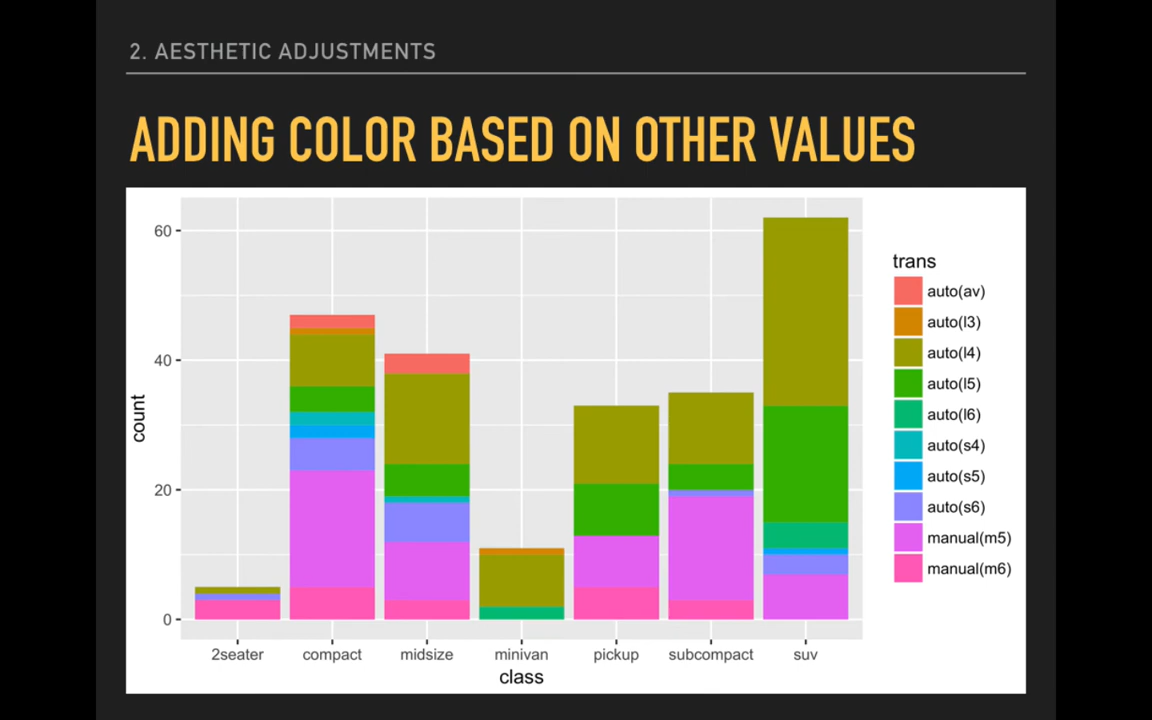 2. AESTHETIC ADJUSTMENTS
ADDING COLOR BASED ON OTHER VALUES
60
40
20
0
count
2seater compact midsize minivan pickup subcompact suv
class
trans
auto(av)
auto(l3)
auto(l4)
auto(l5)
auto(l6)
auto(s4)
auto(s5)
auto(s6)
manual(m5)
manual(m6)